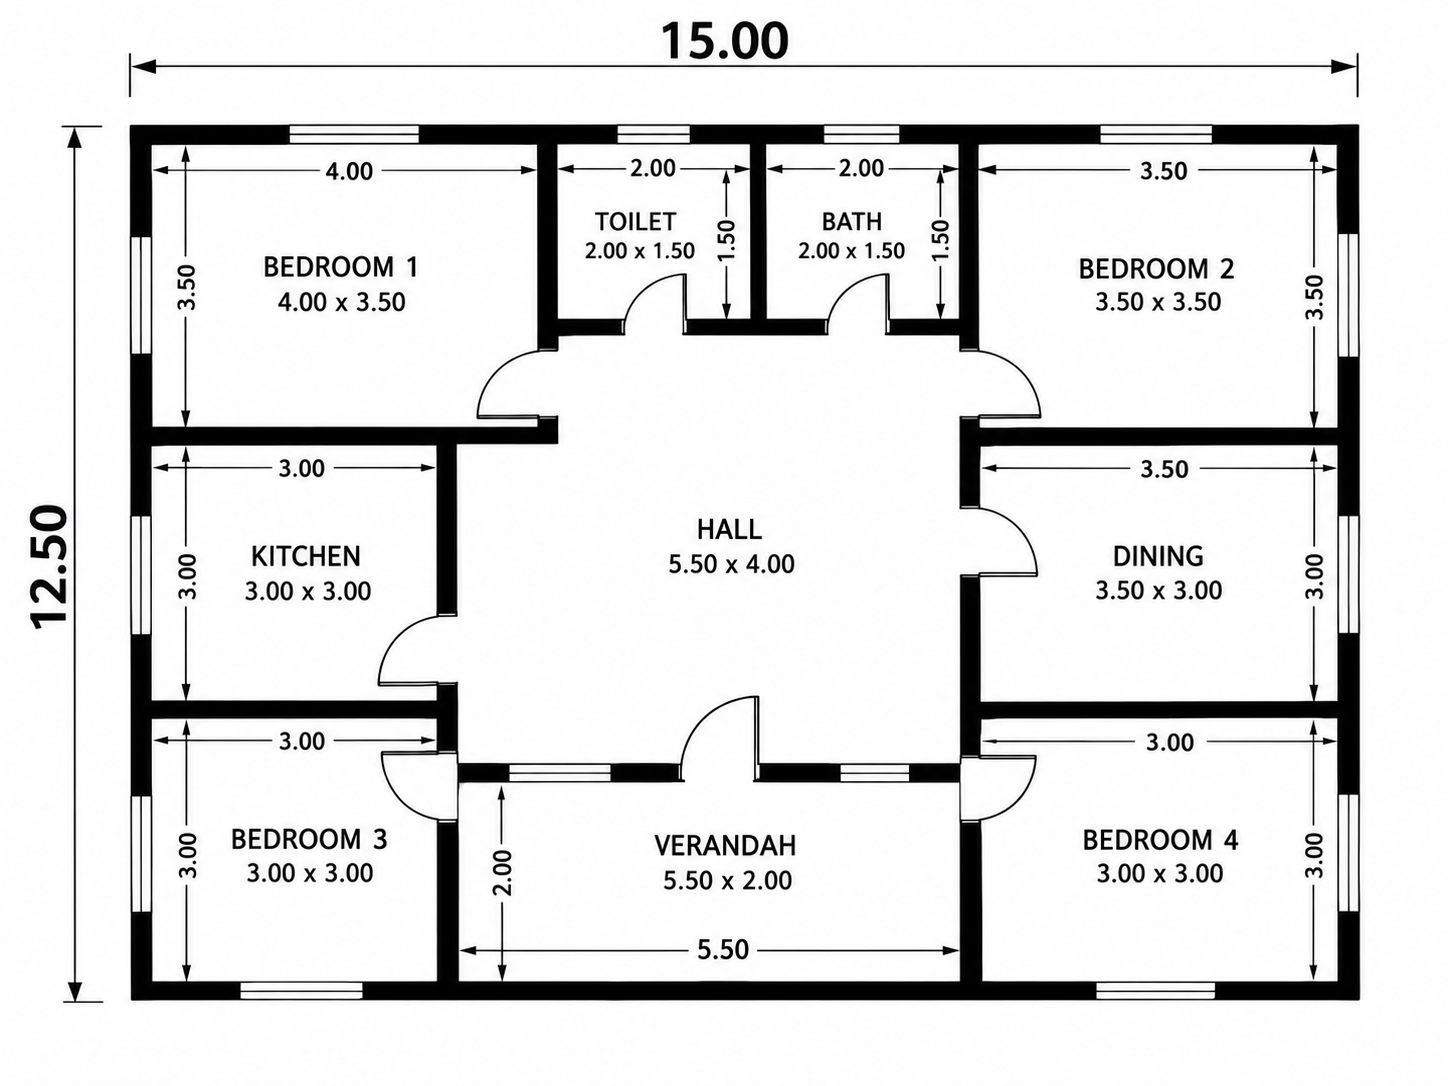 15.00
12.50
4.00
3.50
BEDROOM 1
4.00 x 3.50
2.00
1.50
TOILET
2.00 x 1.50
2.00
1.50
BATH
2.00 x 1.50
3.50
3.50
BEDROOM 2
3.50 x 3.50
3.00
3.00
KITCHEN
3.00 x 3.00
HALL
5.50 x 4.00
3.50
3.00
DINING
3.50 x 3.00
3.00
3.00
BEDROOM 3
3.00 x 3.00
2.00
VERANDAH
5.50 x 2.00
5.50
3.00
3.00
BEDROOM 4
3.00 x 3.00